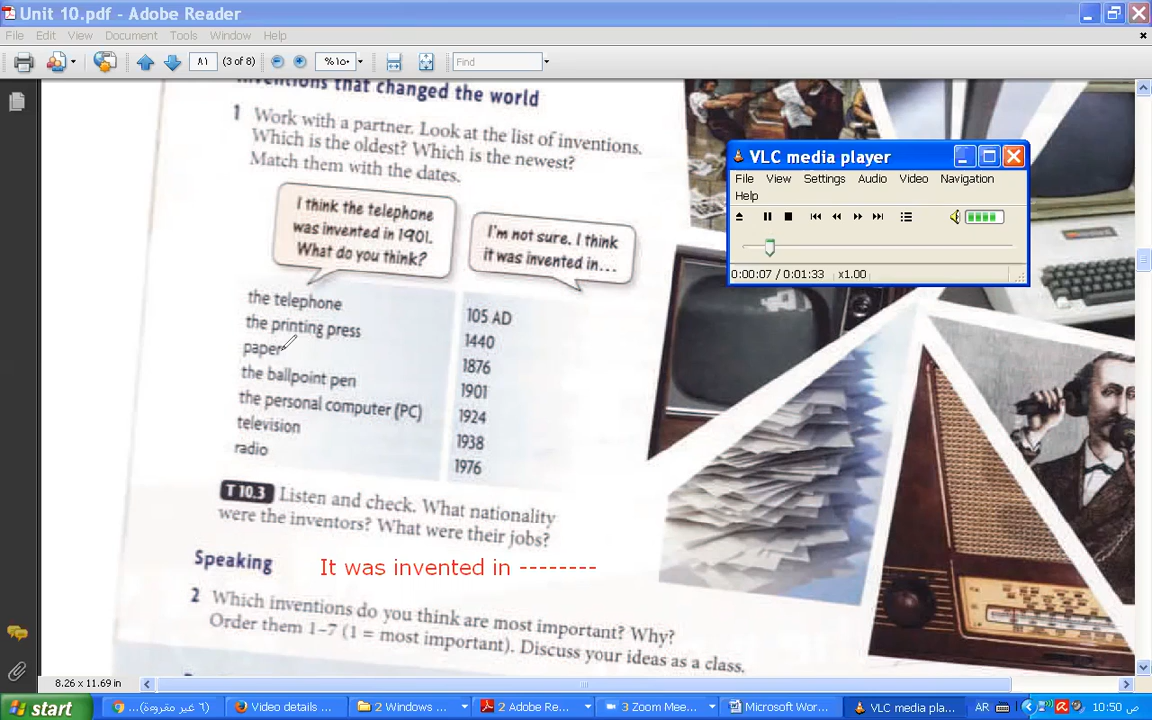 Unit 10.pdf - Adobe Reader
File Edit View Document Tools Window Help
٨١ (3 of 8) %١٥٠ Find
Inventions that changed the world
1 Work with a partner. Look at the list of inventions.
Which is the oldest? Which is the newest?
Match them with the dates.
I think the telephone
was invented in 1901.
What do you think?
I'm not sure. I think
it was invented in...
the telephone
the printing press
paper
the ballpoint pen
the personal computer (PC)
television
radio
105 AD
1440
1876
1901
1924
1938
1976
T 10.3 Listen and check. What nationality
were the inventors? What were their jobs?
Speaking
It was invented in --------
2 Which inventions do you think are most important? Why?
Order them 1–7 (1 = most important). Discuss your ideas as a class.
VLC media player
File View Settings Audio Video Navigation
Help
0:00:07 / 0:01:33 x1.00
8.26 x 11.69 in
start
(٦ غير مقروءة)...
Video details ...
2 Windows ...
2 Adobe Re...
3 Zoom Mee...
Microsoft Wor...
VLC media pla...
AR
10:50 ص